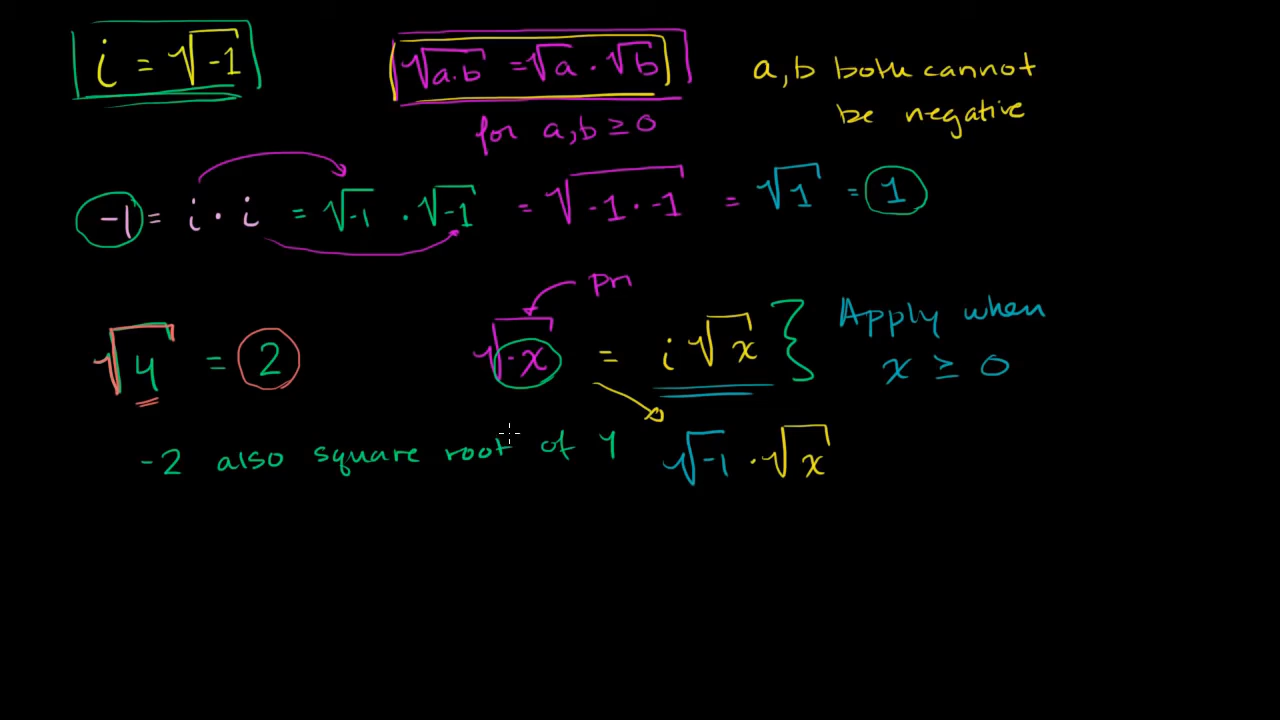 i = √-1
√a·b = √a · √b
for a,b ≥ 0
a,b both cannot
be negative
-1 = i · i = √-1 · √-1 = √-1 · -1 = √1 = 1
√4 = 2
Pri
√-x = i √x
Apply when
x ≥ 0
-2 also square root of 4
√-1 · √x